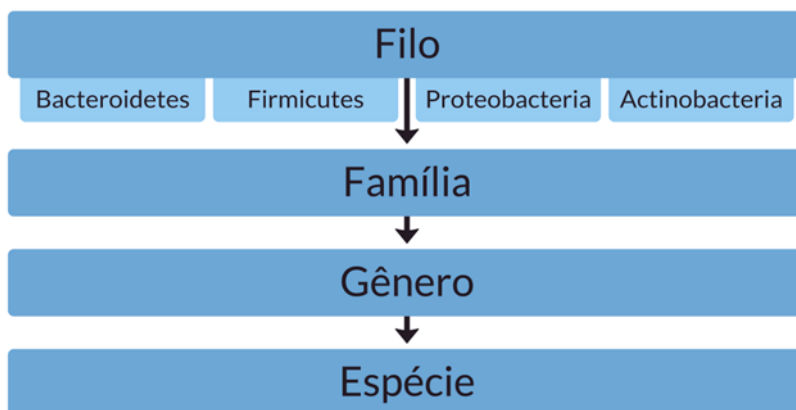 Filo
Bacteroidetes Firmicutes Proteobacteria Actinobacteria
Família
Gênero
Espécie